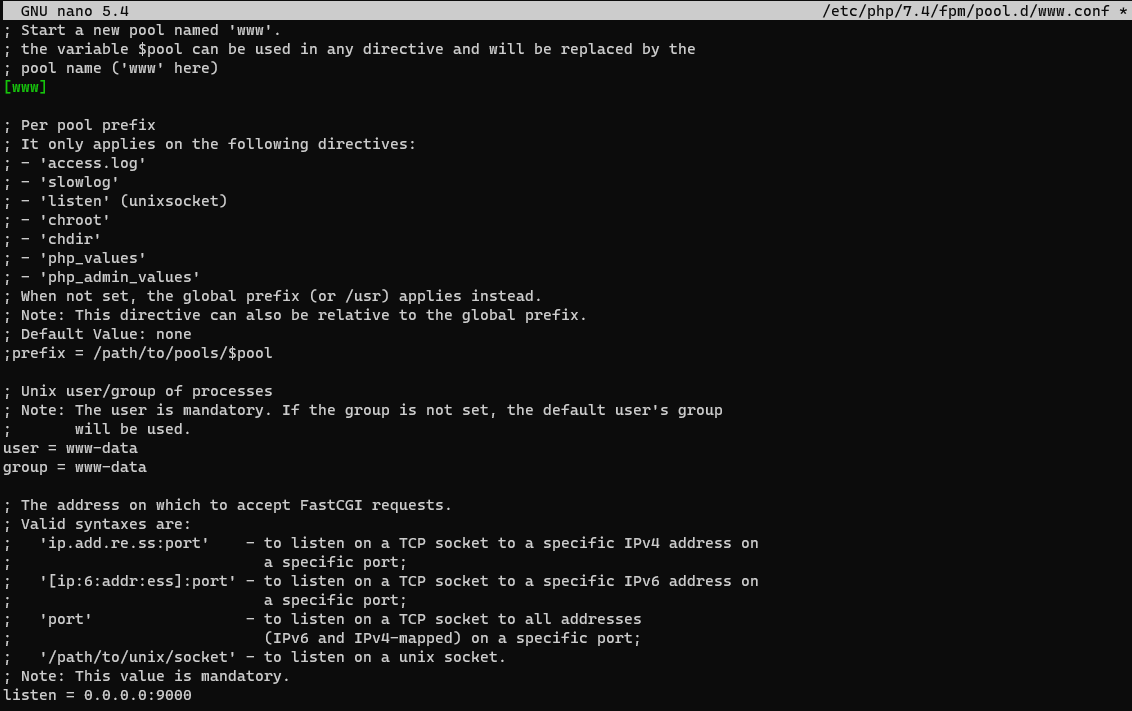 GNU nano 5.4 /etc/php/7.4/fpm/pool.d/www.conf *
; Start a new pool named 'www'.
; the variable $pool can be used in any directive and will be replaced by the
; pool name ('www' here)
[www]

; Per pool prefix
; It only applies on the following directives:
; - 'access.log'
; - 'slowlog'
; - 'listen' (unixsocket)
; - 'chroot'
; - 'chdir'
; - 'php_values'
; - 'php_admin_values'
; When not set, the global prefix (or /usr) applies instead.
; Note: This directive can also be relative to the global prefix.
; Default Value: none
;prefix = /path/to/pools/$pool

; Unix user/group of processes
; Note: The user is mandatory. If the group is not set, the default user's group
;       will be used.
user = www-data
group = www-data

; The address on which to accept FastCGI requests.
; Valid syntaxes are:
;   'ip.add.re.ss:port'    - to listen on a TCP socket to a specific IPv4 address on
;                            a specific port;
;   '[ip:6:addr:ess]:port' - to listen on a TCP socket to a specific IPv6 address on
;                            a specific port;
;   'port'                 - to listen on a TCP socket to all addresses
;                            (IPv6 and IPv4-mapped) on a specific port;
;   '/path/to/unix/socket' - to listen on a unix socket.
; Note: This value is mandatory.
listen = 0.0.0.0:9000